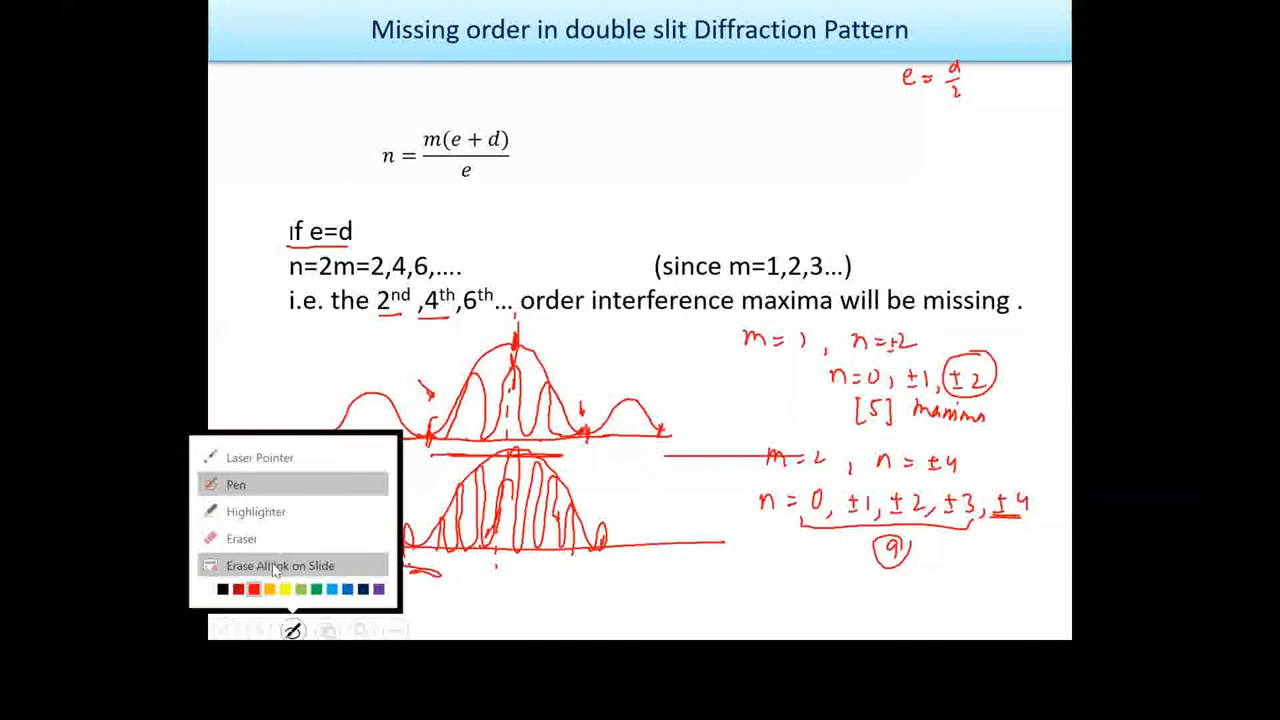 Missing order in double slit Diffraction Pattern
e = d/2
n = m(e + d)/e
If e=d
n=2m=2,4,6,.... (since m=1,2,3...)
i.e. the 2nd ,4th,6th... order interference maxima will be missing .
m = 1 , n = ±2
n=0, ±1, ±2
[5] maxima
m = 2 , n = ±4
n = 0, ±1, ±2, ±3, ±4
9
Laser Pointer
Pen
Highlighter
Eraser
Erase All Ink on Slide